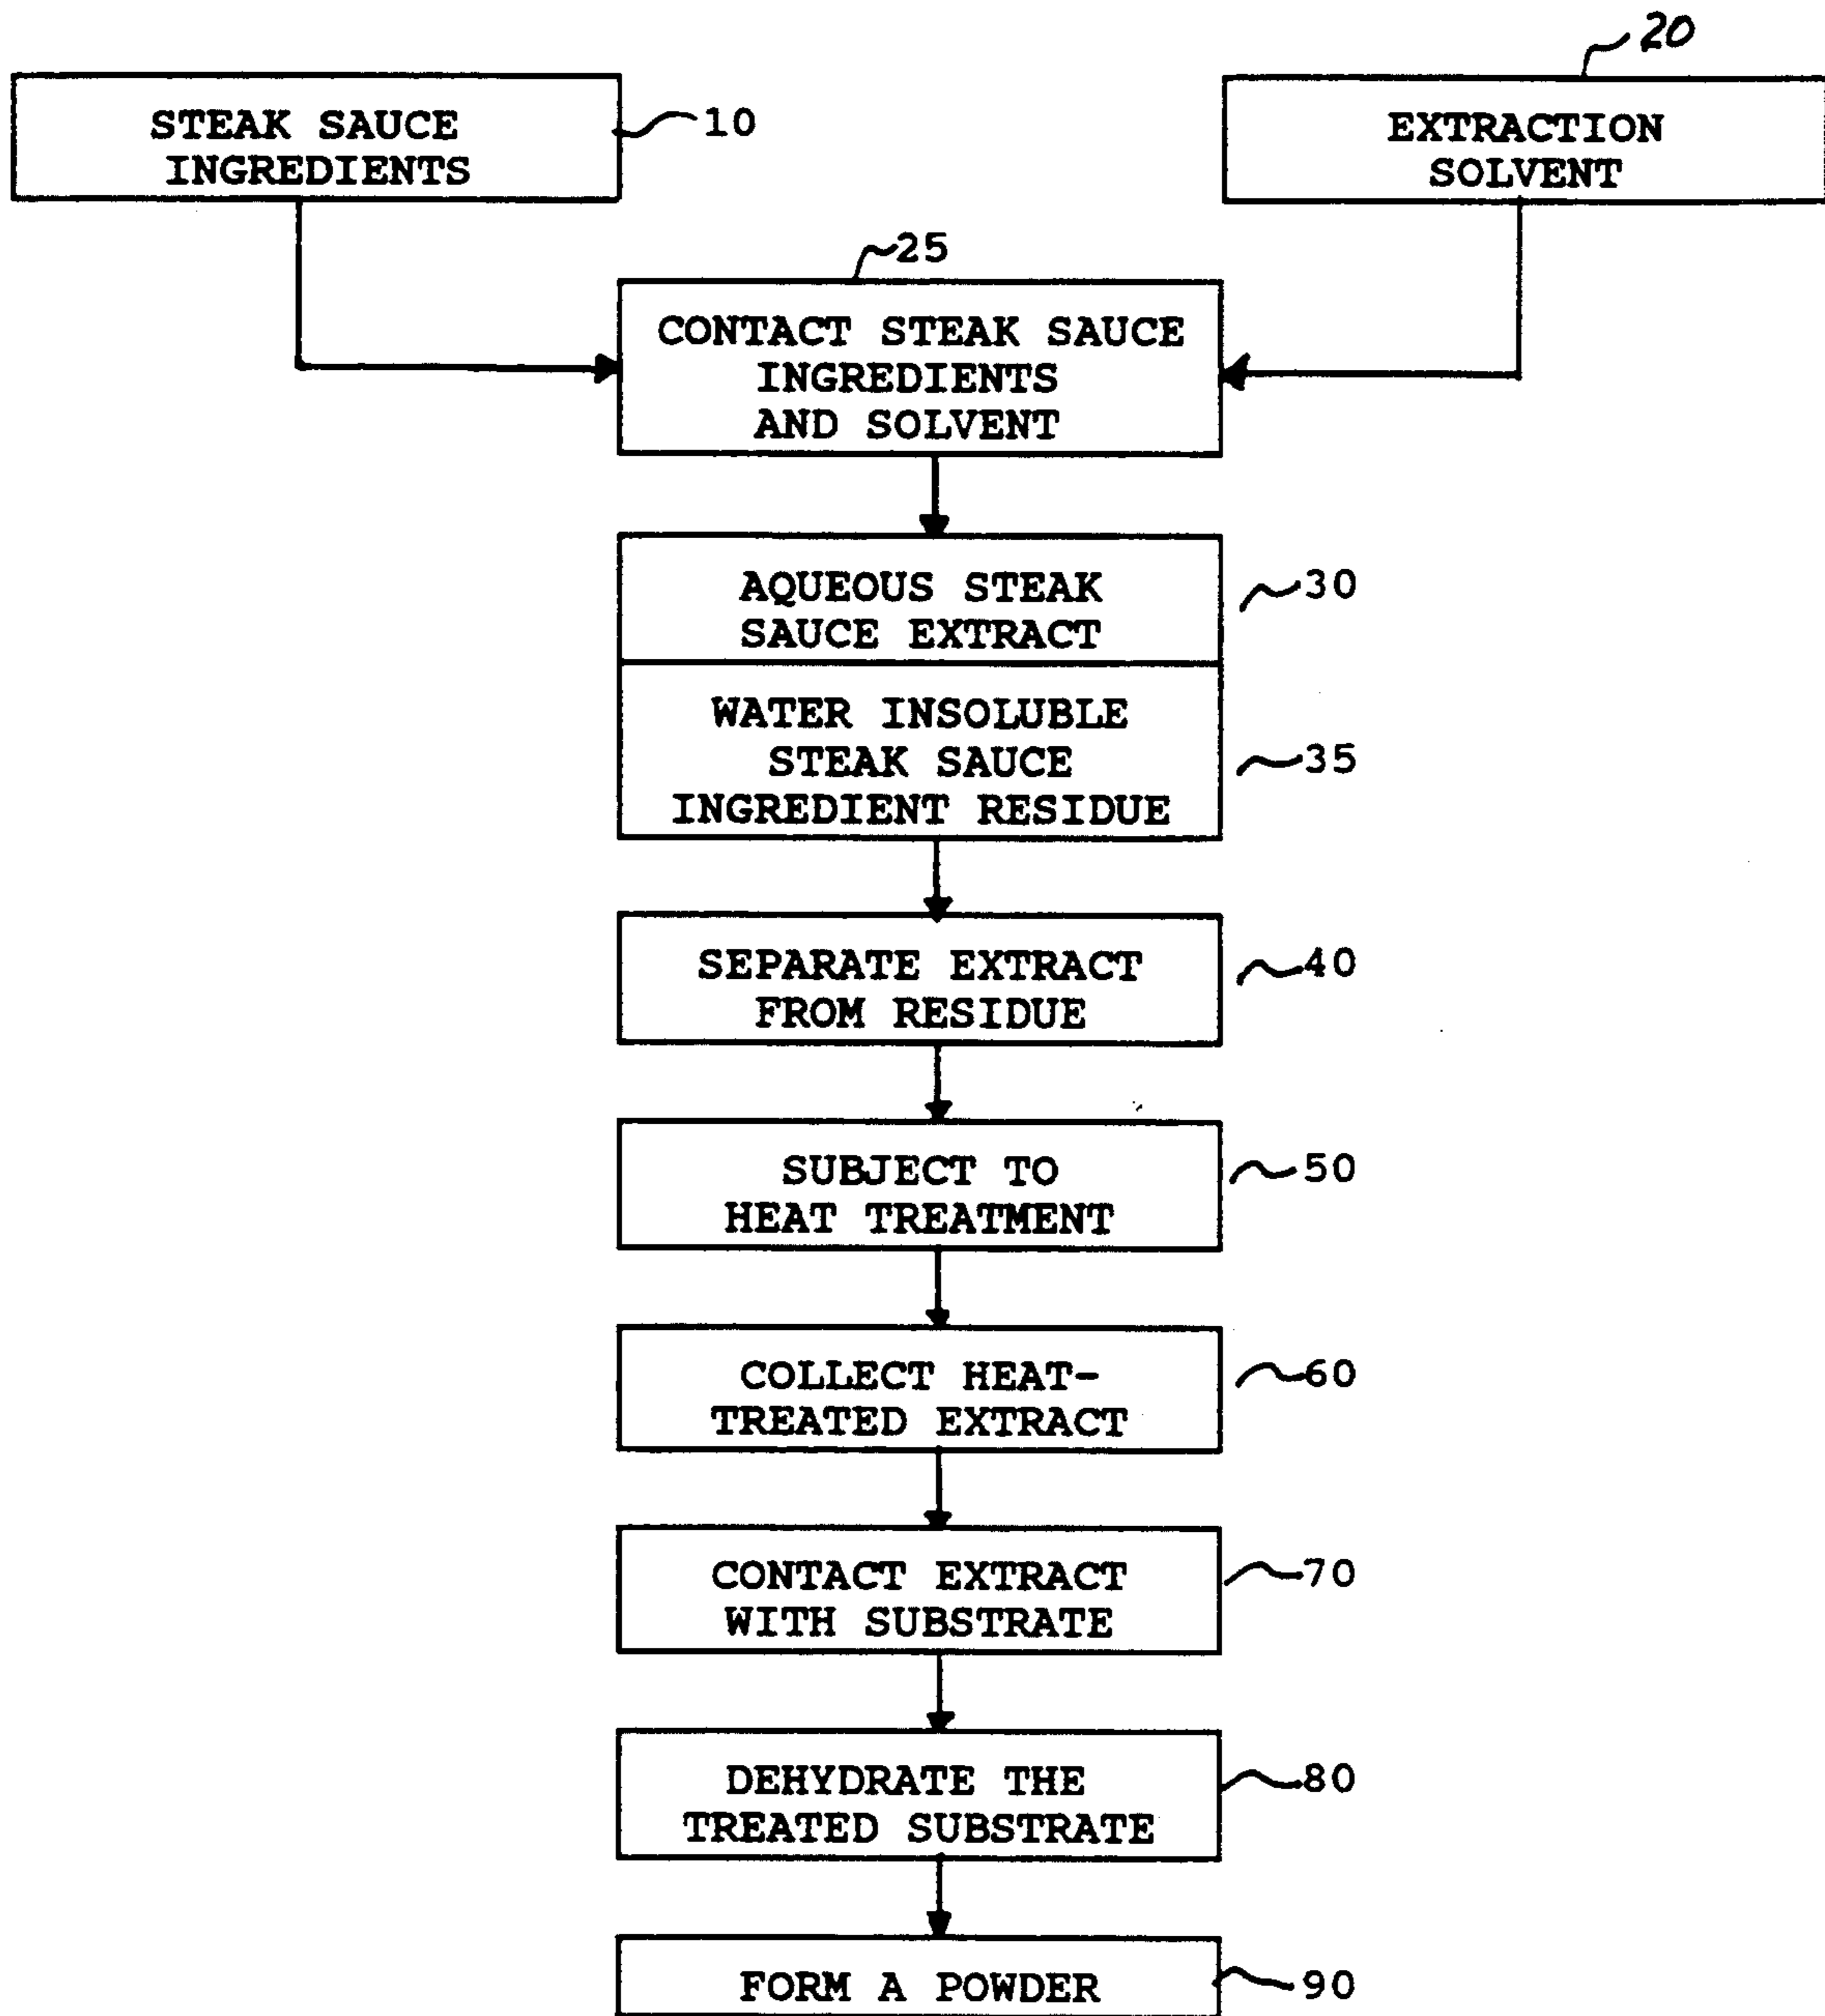 20
STEAK SAUCE
INGREDIENTS
10
EXTRACTION
SOLVENT
25
CONTACT STEAK SAUCE
INGREDIENTS
AND SOLVENT
AQUEOUS STEAK
SAUCE EXTRACT
30
WATER INSOLUBLE
STEAK SAUCE
INGREDIENT RESIDUE
35
SEPARATE EXTRACT
FROM RESIDUE
40
SUBJECT TO
HEAT TREATMENT
50
COLLECT HEAT-
TREATED EXTRACT
60
CONTACT EXTRACT
WITH SUBSTRATE
70
DEHYDRATE THE
TREATED SUBSTRATE
80
FORM A POWDER
90